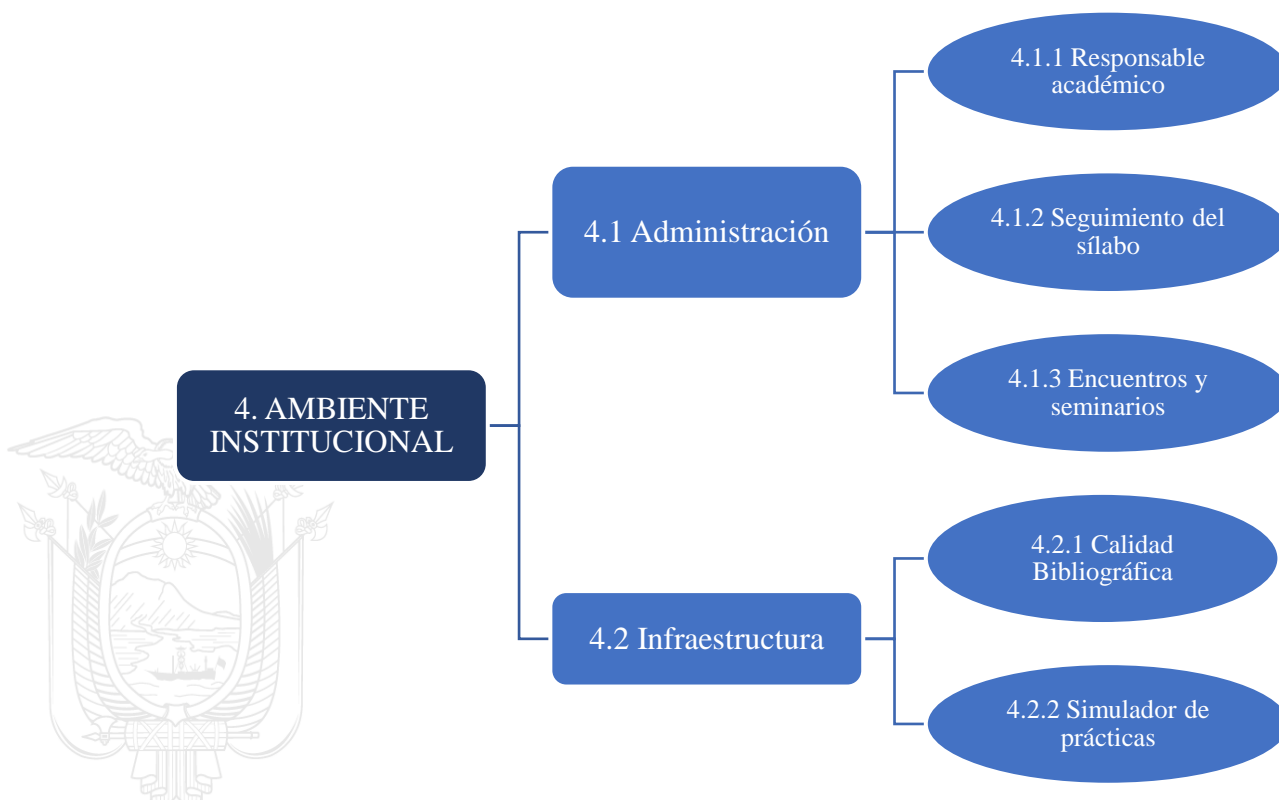 4. AMBIENTE
INSTITUCIONAL
4.1 Administración
4.1.1 Responsable
académico
4.1.2 Seguimiento del
sílabo
4.1.3 Encuentros y
seminarios
4.2 Infraestructura
4.2.1 Calidad
Bibliográfica
4.2.2 Simulador de
prácticas